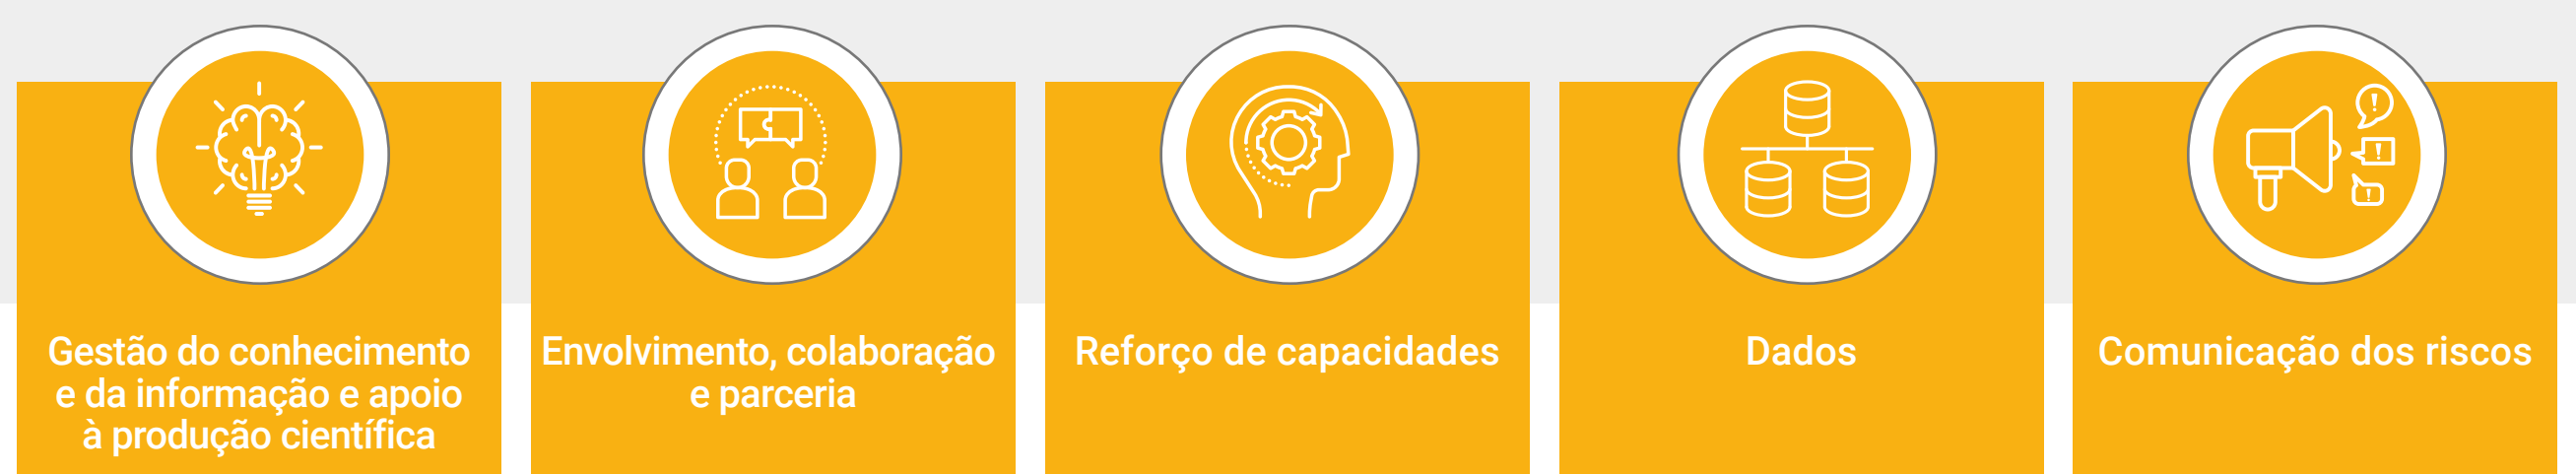 Gestão do conhecimento
e da informação e apoio
à produção científica
Envolvimento, colaboração
e parceria
Reforço de capacidades
Dados
Comunicação dos riscos